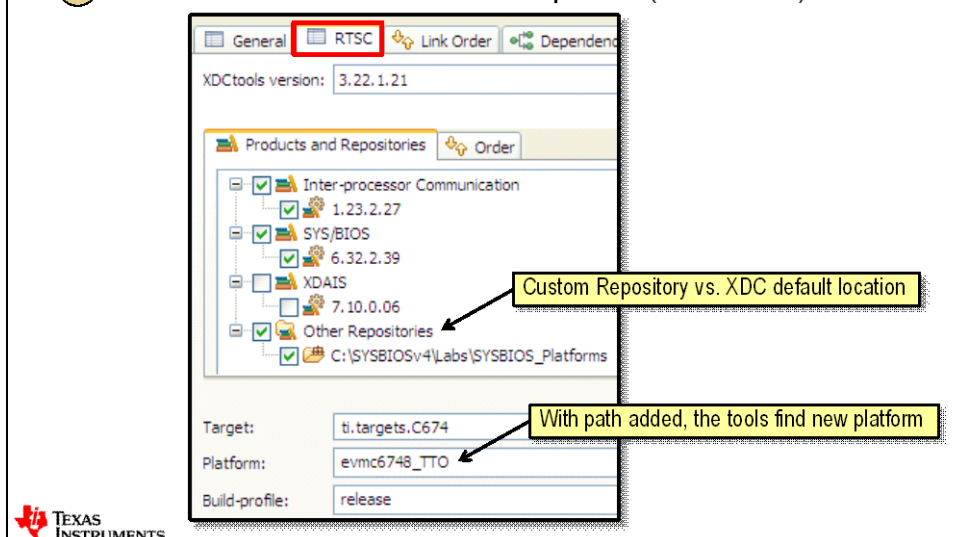 General RTSC Link Order Dependenc
XDCtools version: 3.22.1.21
Products and Repositories Order
Inter-processor Communication
1.23.2.27
SYS/BIOS
6.32.2.39
XDAIS
7.10.0.06
Custom Repository vs. XDC default location
Other Repositories
C:\SYSBIOSv4\Labs\SYSBIOS_Platforms
With path added, the tools find new platform
Target: ti.targets.C674
Platform: evmc6748_TTO
Build-profile: release
TEXAS
INSTRUMENTS